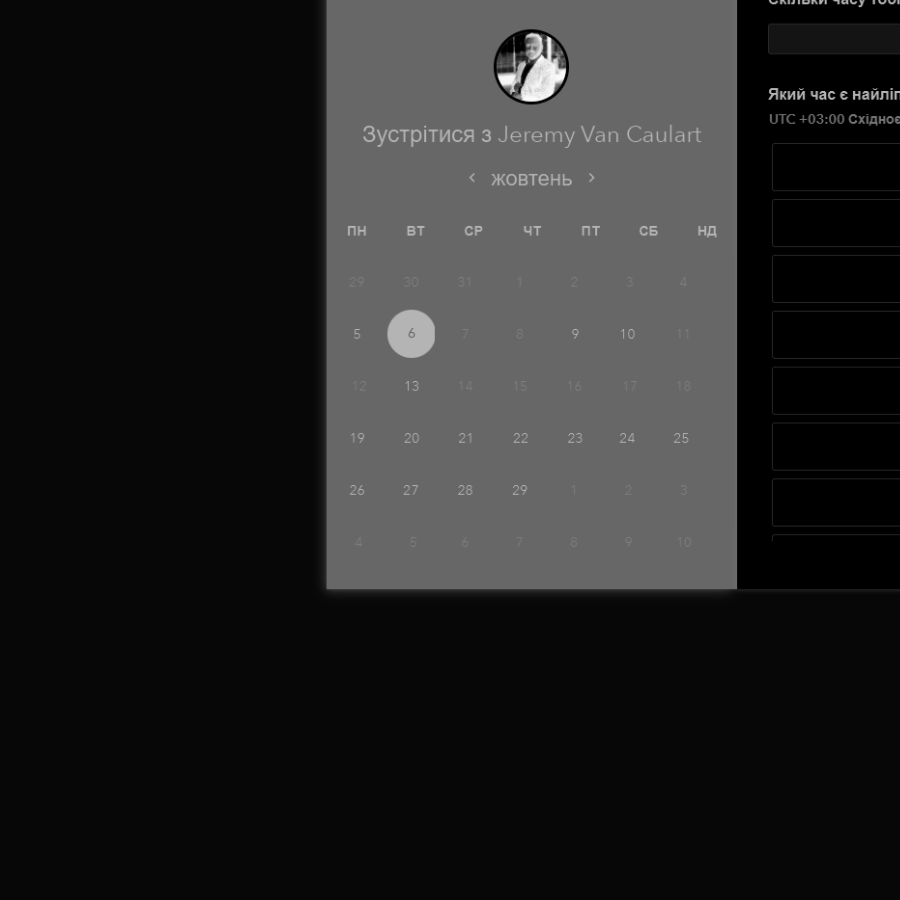 Зустрітися з Jeremy Van Caulart
‹ жовтень ›
ПН ВТ СР ЧТ ПТ СБ НД
29 30 31 1 2 3 4
5 6 7 8 9 10 11
12 13 14 15 16 17 18
19 20 21 22 23 24 25
26 27 28 29 1 2 3
4 5 6 7 8 9 10
Скільки часу
Який час є
UTC +03:00